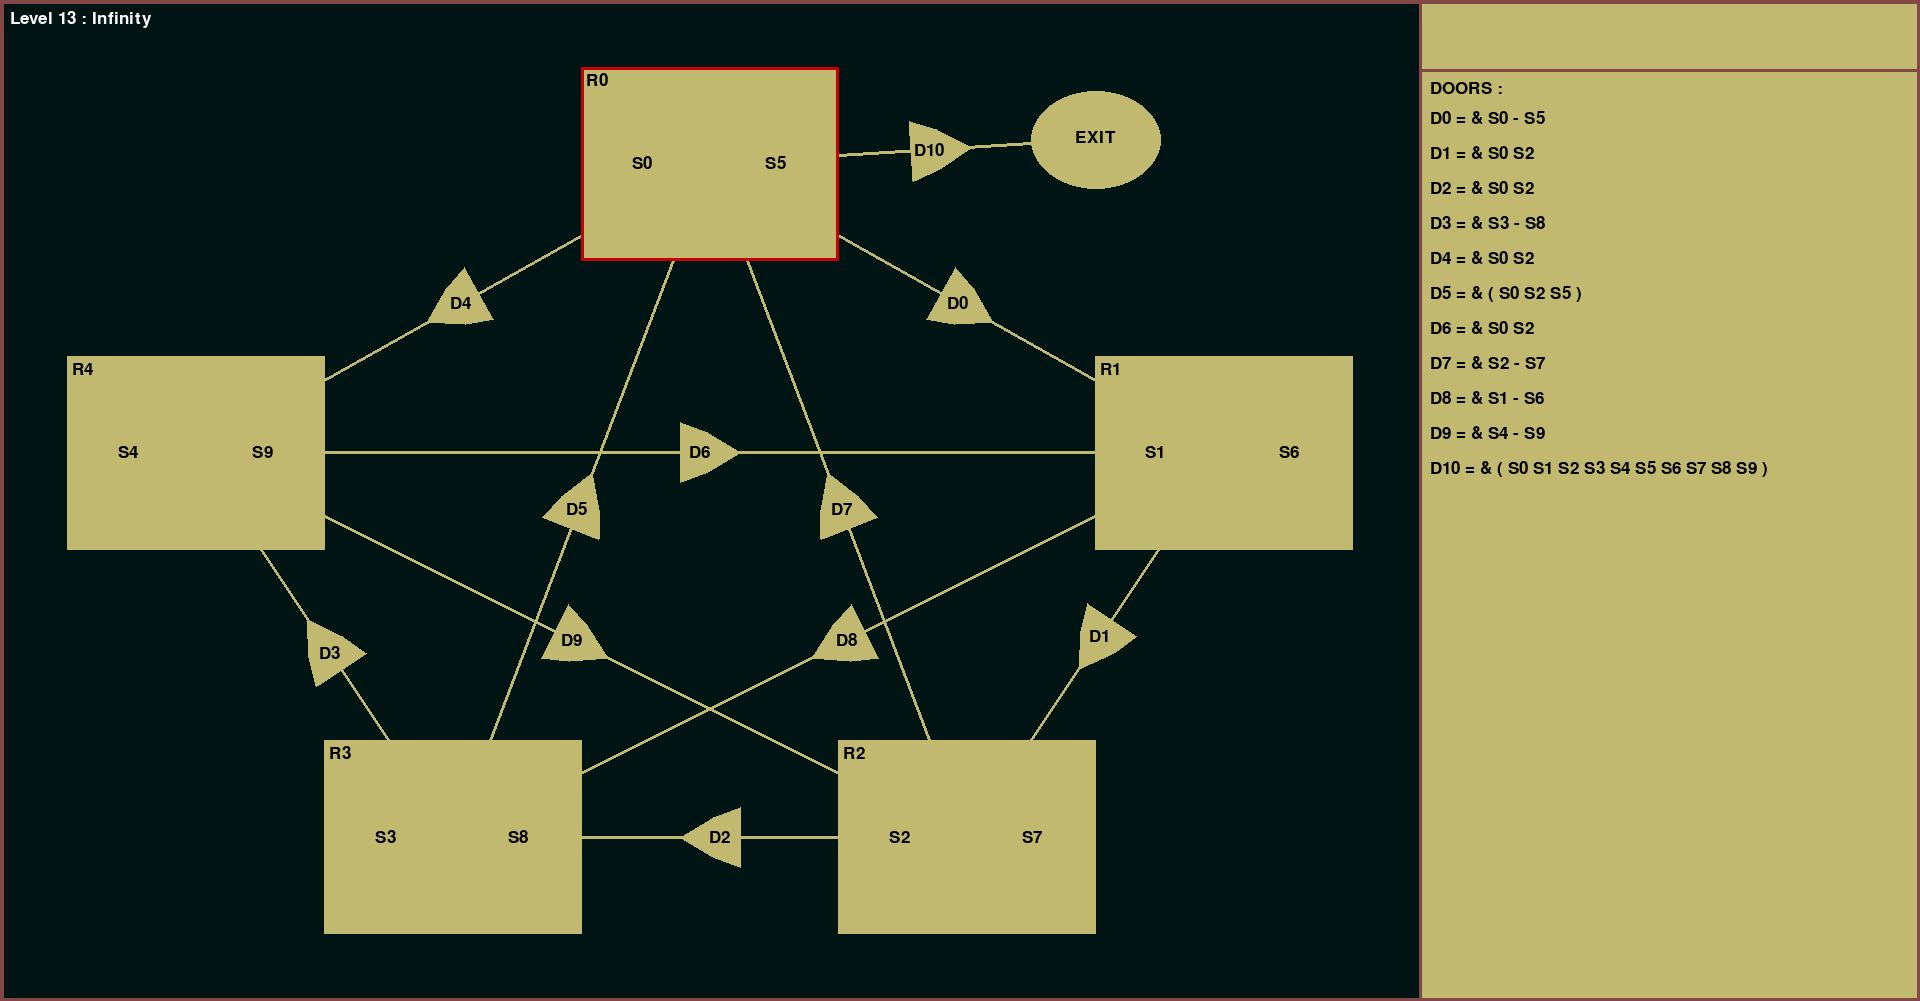 Level 13 : Infinity
R0
S0 S5
D10
EXIT
D4
D0
R4
S4 S9
D6
R1
S1 S6
D5
D7
D3
D9
D8
D1
R3
S3 S8
D2
R2
S2 S7
DOORS :
D0 = & S0 - S5
D1 = & S0 S2
D2 = & S0 S2
D3 = & S3 - S8
D4 = & S0 S2
D5 = & ( S0 S2 S5 )
D6 = & S0 S2
D7 = & S2 - S7
D8 = & S1 - S6
D9 = & S4 - S9
D10 = & ( S0 S1 S2 S3 S4 S5 S6 S7 S8 S9 )